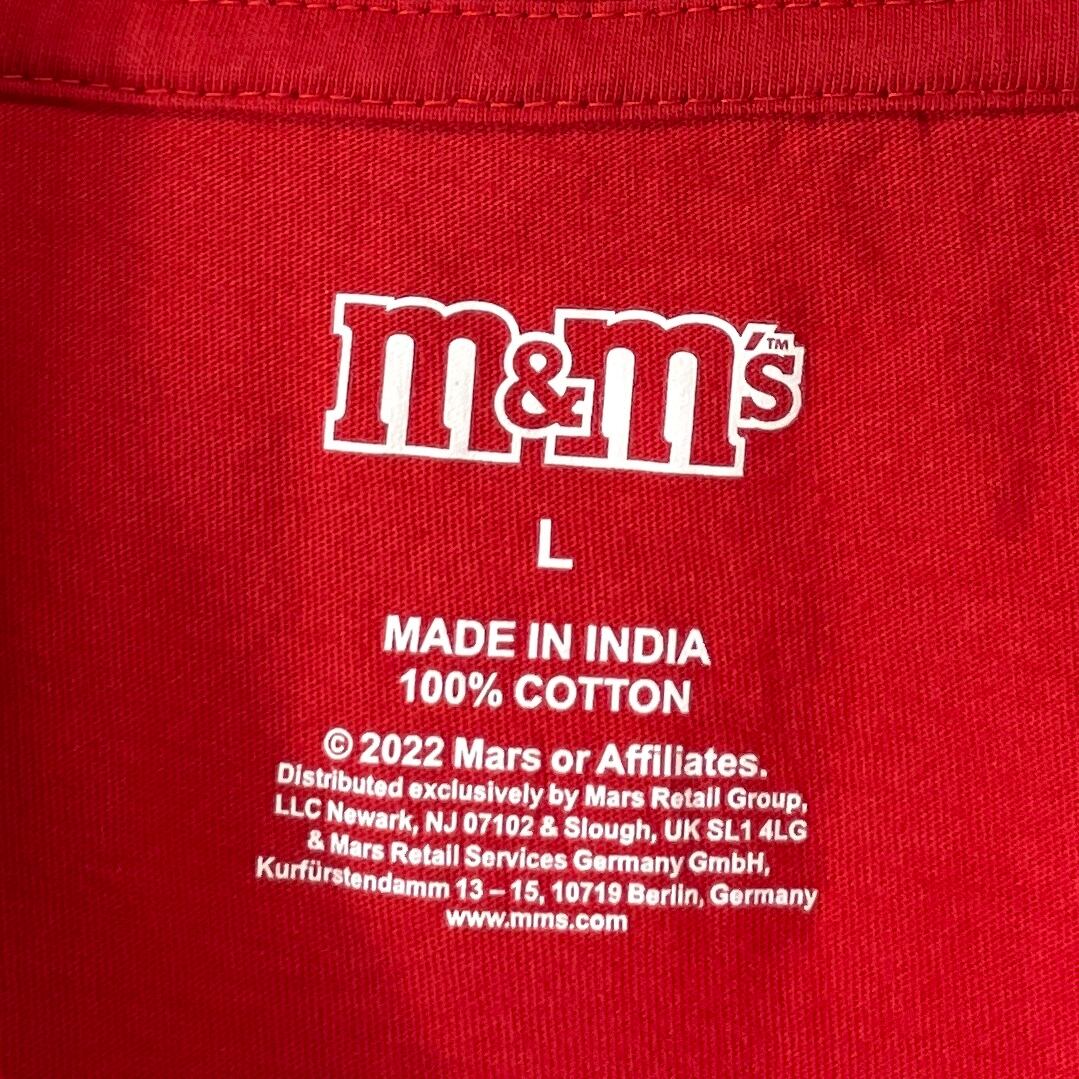 m&m's™
L
MADE IN INDIA
100% COTTON
© 2022 Mars or Affiliates.
Distributed exclusively by Mars Retail Group,
LLC Newark, NJ 07102 & Slough, UK SL1 4LG
& Mars Retail Services Germany GmbH,
Kurfürstendamm 13 – 15, 10719 Berlin, Germany
www.mms.com